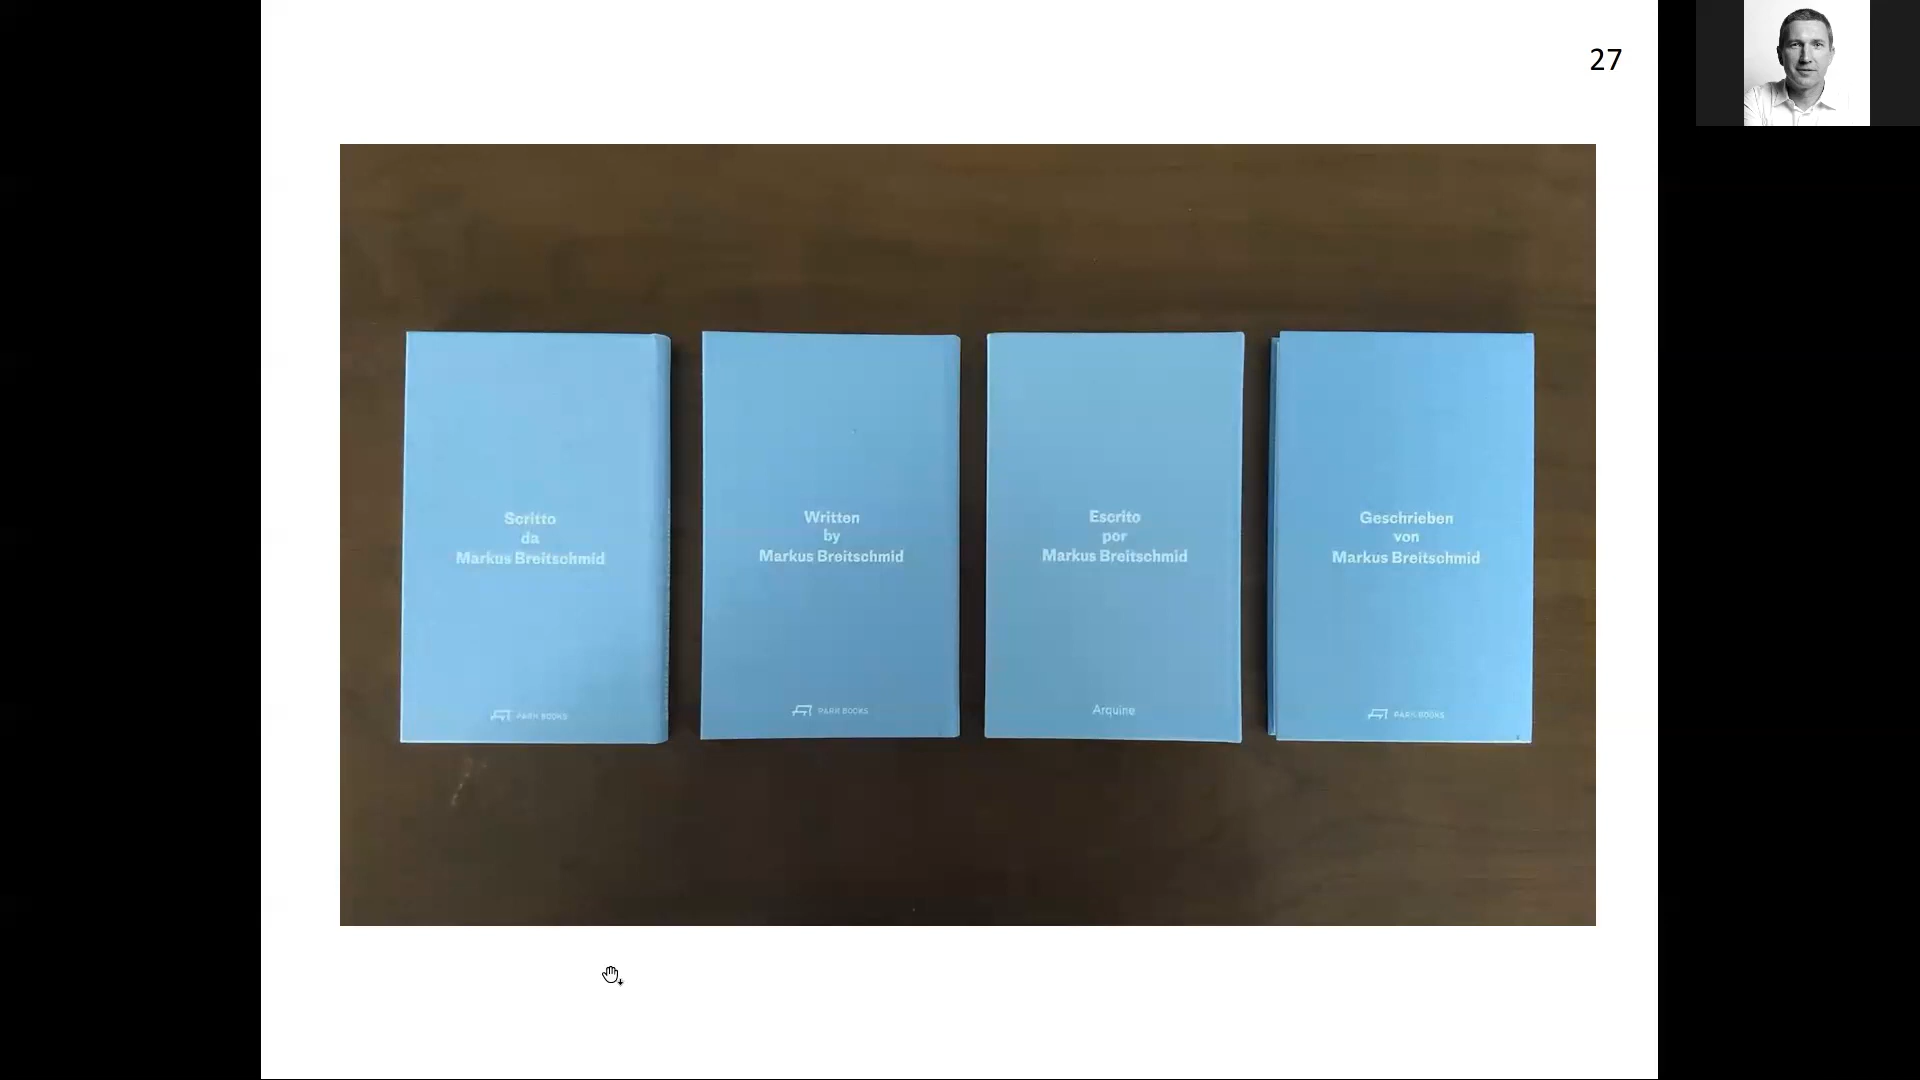 27
Scritto
da
Markus Breitschmid
PARK BOOKS
Written
by
Markus Breitschmid
PARK BOOKS
Escrito
por
Markus Breitschmid
Arquine
Geschrieben
von
Markus Breitschmid
PARK BOOKS